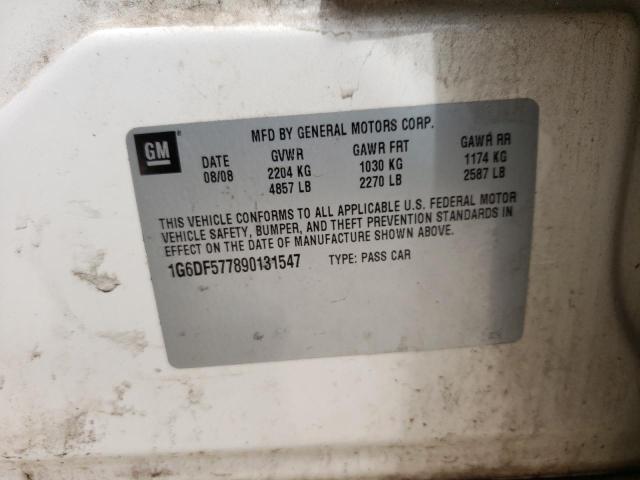 GM ®
MFD BY GENERAL MOTORS CORP.
DATE GVWR GAWR FRT GAWR RR
08/08 2204 KG 1030 KG 1174 KG
4857 LB 2270 LB 2587 LB
THIS VEHICLE CONFORMS TO ALL APPLICABLE U.S. FEDERAL MOTOR
VEHICLE SAFETY, BUMPER, AND THEFT PREVENTION STANDARDS IN
EFFECT ON THE DATE OF MANUFACTURE SHOWN ABOVE.
1G6DF577890131547 TYPE: PASS CAR